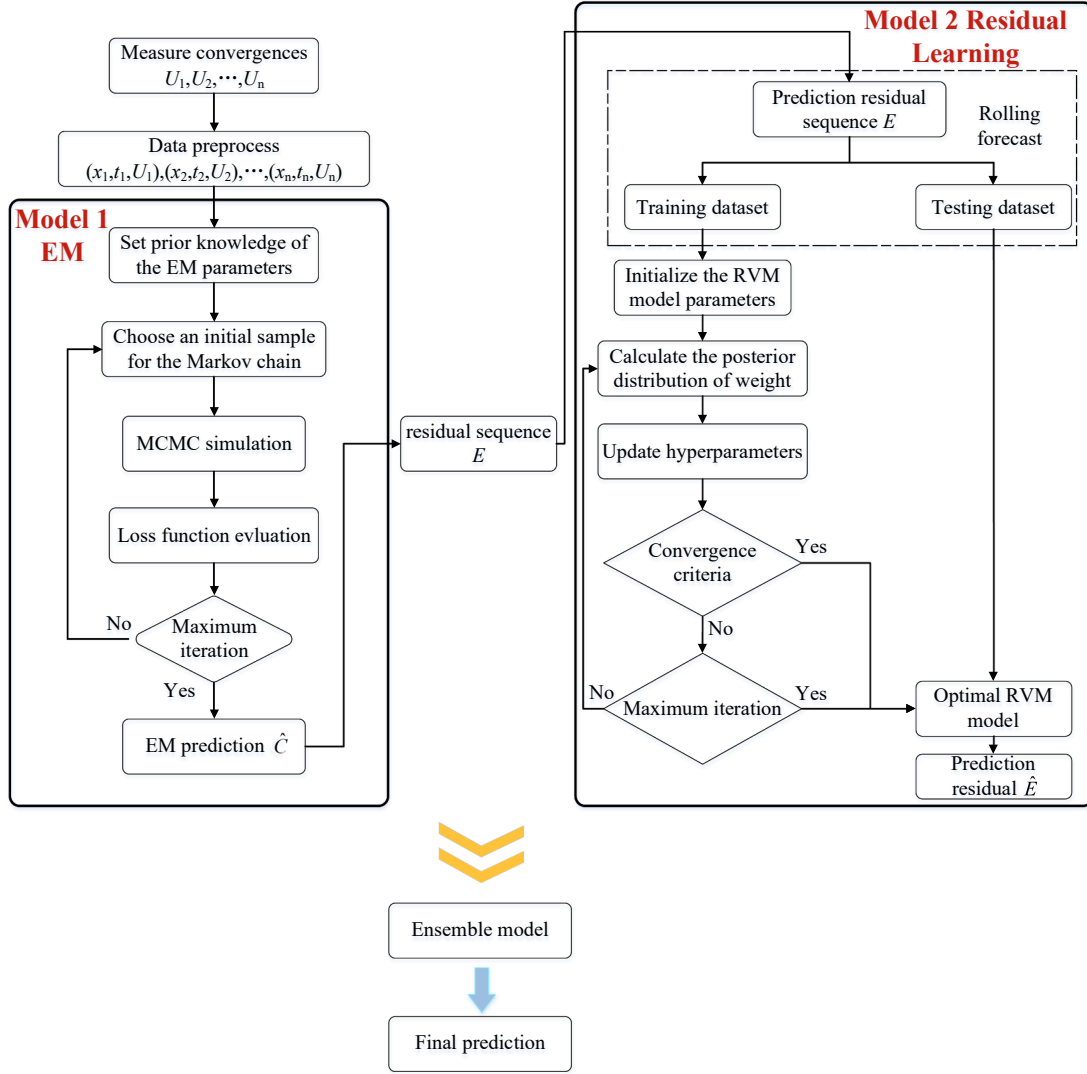 Measure convergences
U₁,U₂,⋯,Uₙ
Data preprocess
(x₁,t₁,U₁),(x₂,t₂,U₂),⋯,(xₙ,tₙ,Uₙ)
Model 1
EM
Set prior knowledge of
the EM parameters
Choose an initial sample
for the Markov chain
MCMC simulation
Loss function evluation
No
Maximum
iteration
Yes
EM prediction Ĉ
residual sequence
E
Model 2 Residual
Learning
Prediction residual
sequence E
Rolling
forecast
Training dataset
Testing dataset
Initialize the RVM
model parameters
Calculate the posterior
distribution of weight
Update hyperparameters
Convergence
criteria
Yes
No
No
Maximum iteration
Yes
Optimal RVM
model
Prediction
residual Ê
Ensemble model
Final prediction